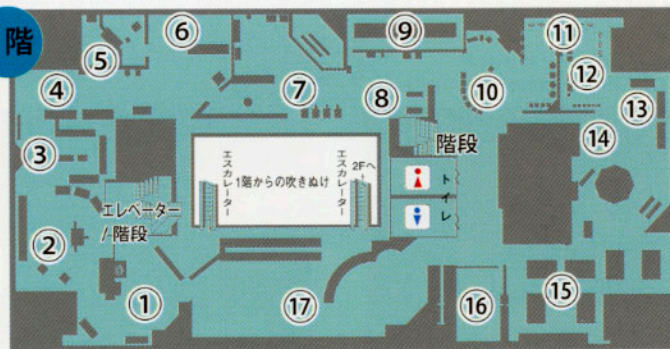 階
⑥
⑨
⑪
⑤
⑫
④
⑦
⑧
⑩
⑬
③
階段
⑭
エスカレーター
1階からの吹きぬけ
エスカレーター
2Fへ
トイレ
エレベーター
/階段
②
①
⑰
⑯
⑮